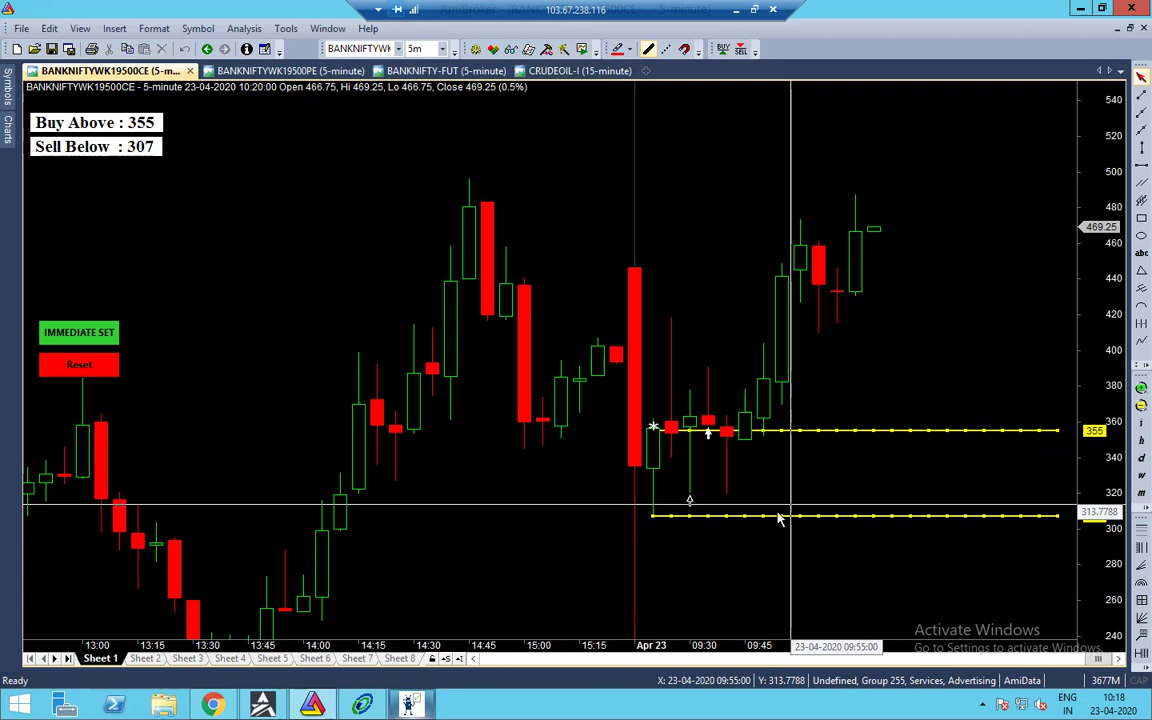 103.67.238.116
File Edit View Insert Format Symbol Analysis Tools Window Help
BANKNIFTYWK 5m
BUY SELL
BANKNIFTYWK19500CE (5-m... BANKNIFTYWK19500PE (5-minute) BANKNIFTY-FUT (5-minute) CRUDEOIL-I (15-minute)
BANKNIFTYWK19500CE - 5-minute 23-04-2020 10:20:00 Open 466.75, Hi 469.25, Lo 466.75, Close 469.25 (0.5%)
Symbols
Charts
Buy Above : 355
Sell Below : 307
IMMEDIATE SET
Reset
540
520
500
480
469.25
460
440
420
400
380
360
355
340
320
313.7788
300
280
260
240
abc
i
h
d
w
m
13:00 13:15 13:30 13:45 14:00 14:15 14:30 14:45 15:00 15:15 Apr 23 09:30 09:45 23-04-2020 09:55:00
Activate Windows
Go to Settings to activate Windows.
Sheet 1 Sheet 2 Sheet 3 Sheet 4 Sheet 5 Sheet 6 Sheet 7 Sheet 8
Ready X: 23-04-2020 09:55:00 Y: 313.7788 Undefined, Group 255, Services, Advertising AmiData 3677M CAP
ENG 10:18
IN 23-04-2020